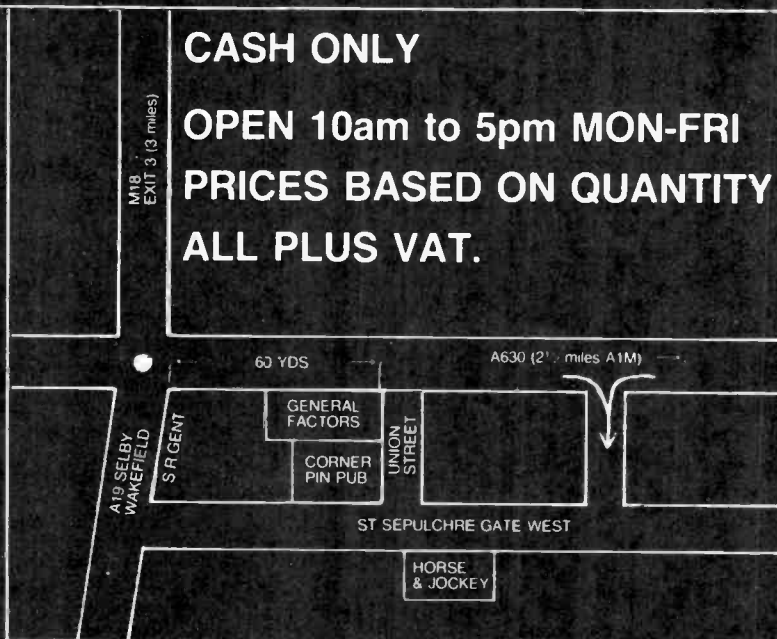 CASH ONLY
OPEN 10am to 5pm MON-FRI
PRICES BASED ON QUANTITY
ALL PLUS VAT.
M18
EXIT 3 (3 miles)
60 YDS
A630 (2½ miles A1M)
GENERAL
FACTORS
CORNER
PIN PUB
UNION
STREET
S R GENT
A19 SELBY
WAKEFIELD
ST SEPULCHRE GATE WEST
HORSE
& JOCKEY